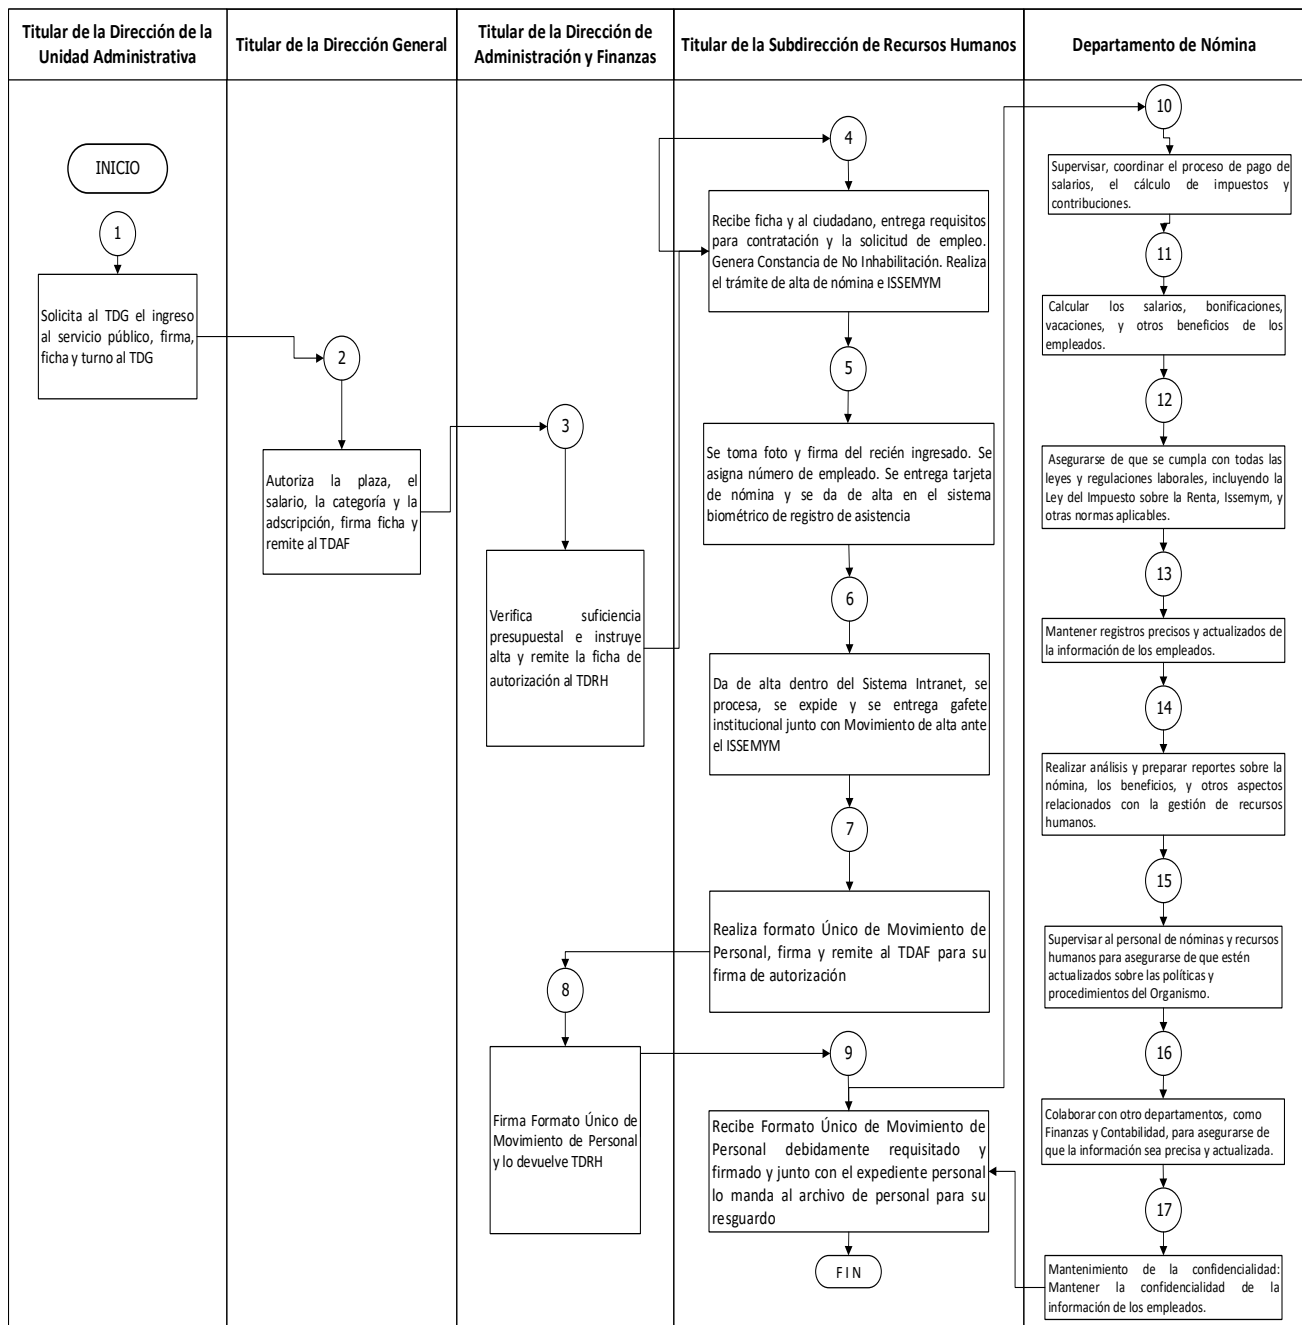 Titular de la Dirección de la
Unidad Administrativa
Titular de la Dirección General
Titular de la Dirección de
Administración y Finanzas
Titular de la Subdirección de Recursos Humanos
Departamento de Nómina
INICIO
1
Solicita al TDG el ingreso
al servicio público, firma,
ficha y turno al TDG
2
Autoriza la plaza, el
salario, la categoría y la
adscripción, firma ficha y
remite al TDAF
3
Verifica suficiencia
presupuestal e instruye
alta y remite la ficha de
autorización al TDRH
4
Recibe ficha y al ciudadano, entrega requisitos
para contratación y la solicitud de empleo.
Genera Constancia de No Inhabilitación. Realiza
el trámite de alta de nómina e ISSEMYM
5
Se toma foto y firma del recién ingresado. Se
asigna número de empleado. Se entrega tarjeta
de nómina y se da de alta en el sistema
biométrico de registro de asistencia
6
Da de alta dentro del Sistema Intranet, se
procesa, se expide y se entrega gafete
institucional junto con Movimiento de alta ante
el ISSEMYM
7
Realiza formato Único de Movimiento de
Personal, firma y remite al TDAF para su
firma de autorización
8
Firma Formato Único de
Movimiento de Personal
y lo devuelve TDRH
9
Recibe Formato Único de Movimiento de
Personal debidamente requisitado y
firmado y junto con el expediente personal
lo manda al archivo de personal para su
resguardo
FIN
10
Supervisar, coordinar el proceso de pago de
salarios, el cálculo de impuestos y
contribuciones.
11
Calcular los salarios, bonificaciones,
vacaciones, y otros beneficios de los
empleados.
12
Asegurarse de que se cumpla con todas las
leyes y regulaciones laborales, incluyendo la
Ley del Impuesto sobre la Renta, Issemym, y
otras normas aplicables.
13
Mantener registros precisos y actualizados de
la información de los empleados.
14
Realizar análisis y preparar reportes sobre la
nómina, los beneficios, y otros aspectos
relacionados con la gestión de recursos
humanos.
15
Supervisar al personal de nóminas y recursos
humanos para asegurarse de que estén
actualizados sobre las políticas y
procedimientos del Organismo.
16
Colaborar con otro departamentos, como
Finanzas y Contabilidad, para asegurarse de
que la información sea precisa y actualizada.
17
Mantenimiento de la confidencialidad:
Mantener la confidencialidad de la
información de los empleados.